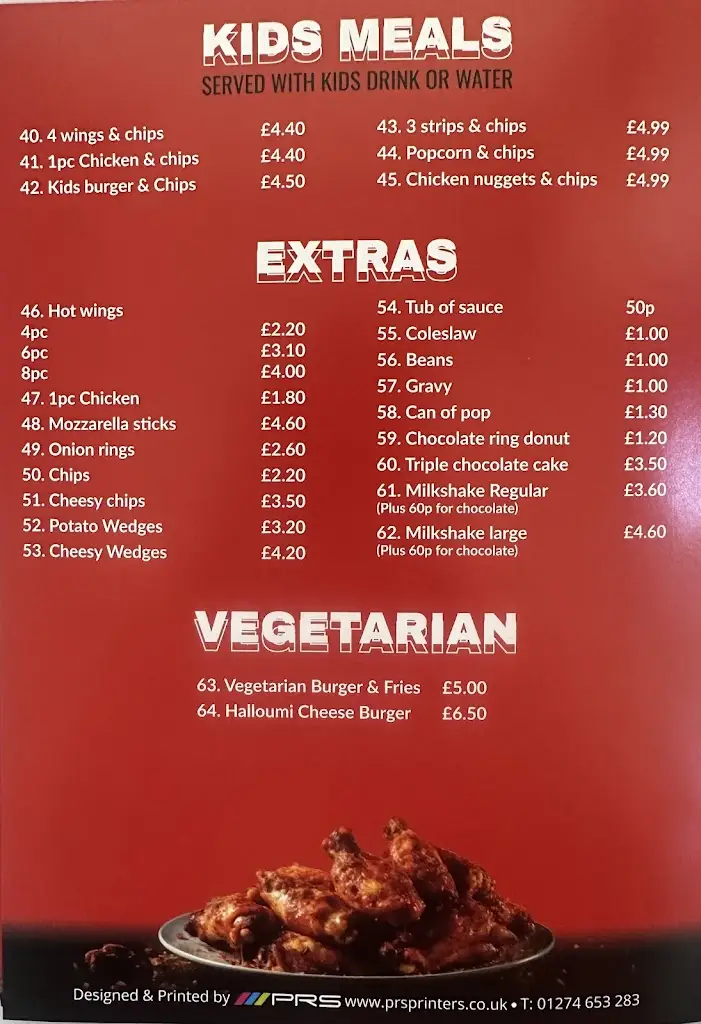 KIDS MEALS
SERVED WITH KIDS DRINK OR WATER
40. 4 wings & chips £4.40
41. 1pc Chicken & chips £4.40
42. Kids burger & Chips £4.50
43. 3 strips & chips £4.99
44. Popcorn & chips £4.99
45. Chicken nuggets & chips £4.99
EXTRAS
46. Hot wings
4pc £2.20
6pc £3.10
8pc £4.00
47. 1pc Chicken £1.80
48. Mozzarella sticks £4.60
49. Onion rings £2.60
50. Chips £2.20
51. Cheesy chips £3.50
52. Potato Wedges £3.20
53. Cheesy Wedges £4.20
54. Tub of sauce 50p
55. Coleslaw £1.00
56. Beans £1.00
57. Gravy £1.00
58. Can of pop £1.30
59. Chocolate ring donut £1.20
60. Triple chocolate cake £3.50
61. Milkshake Regular £3.60
(Plus 60p for chocolate)
62. Milkshake large £4.60
(Plus 60p for chocolate)
VEGETARIAN
63. Vegetarian Burger & Fries £5.00
64. Halloumi Cheese Burger £6.50
Designed & Printed by PRS www.prsprinters.co.uk • T: 01274 653 283